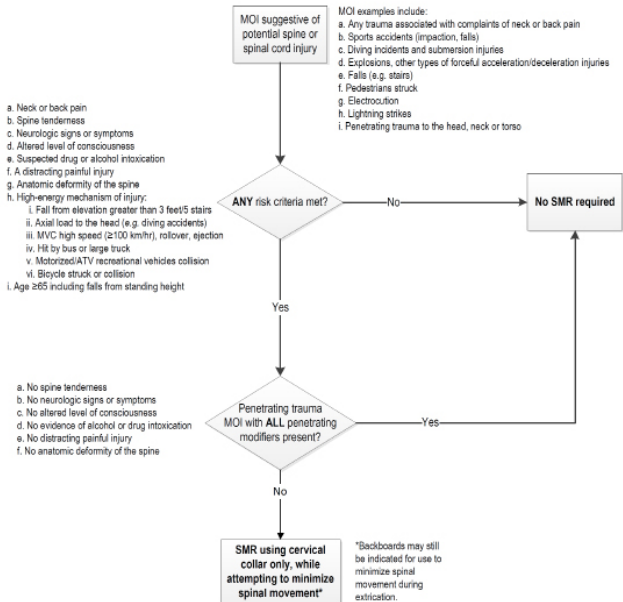 MOI suggestive of
potential spine or
spinal cord injury
MOI examples include:
a. Any trauma associated with complaints of neck or back pain
b. Sports accidents (impaction, falls)
c. Diving incidents and submersion injuries
d. Explosions, other types of forceful acceleration/deceleration injuries
e. Falls (e.g. stairs)
f. Pedestrians struck
g. Electrocution
h. Lightning strikes
i. Penetrating trauma to the head, neck or torso
a. Neck or back pain
b. Spine tenderness
c. Neurologic signs or symptoms
d. Altered level of consciousness
e. Suspected drug or alcohol intoxication
f. A distracting painful injury
g. Anatomic deformity of the spine
h. High-energy mechanism of injury:
i. Fall from elevation greater than 3 feet/5 stairs
ii. Axial load to the head (e.g. diving accidents)
iii. MVC high speed (≥100 km/hr), rollover, ejection
iv. Hit by bus or large truck
v. Motorized/ATV recreational vehicles collision
vi. Bicycle struck or collision
i. Age ≥65 including falls from standing height
ANY risk criteria met?
No
No SMR required
Yes
a. No spine tenderness
b. No neurologic signs or symptoms
c. No altered level of consciousness
d. No evidence of alcohol or drug intoxication
e. No distracting painful injury
f. No anatomic deformity of the spine
Penetrating trauma
MOI with ALL penetrating
modifiers present?
Yes
No
SMR using cervical
collar only, while
attempting to minimize
spinal movement*
*Backboards may still
be indicated for use to
minimize spinal
movement during
extrication.